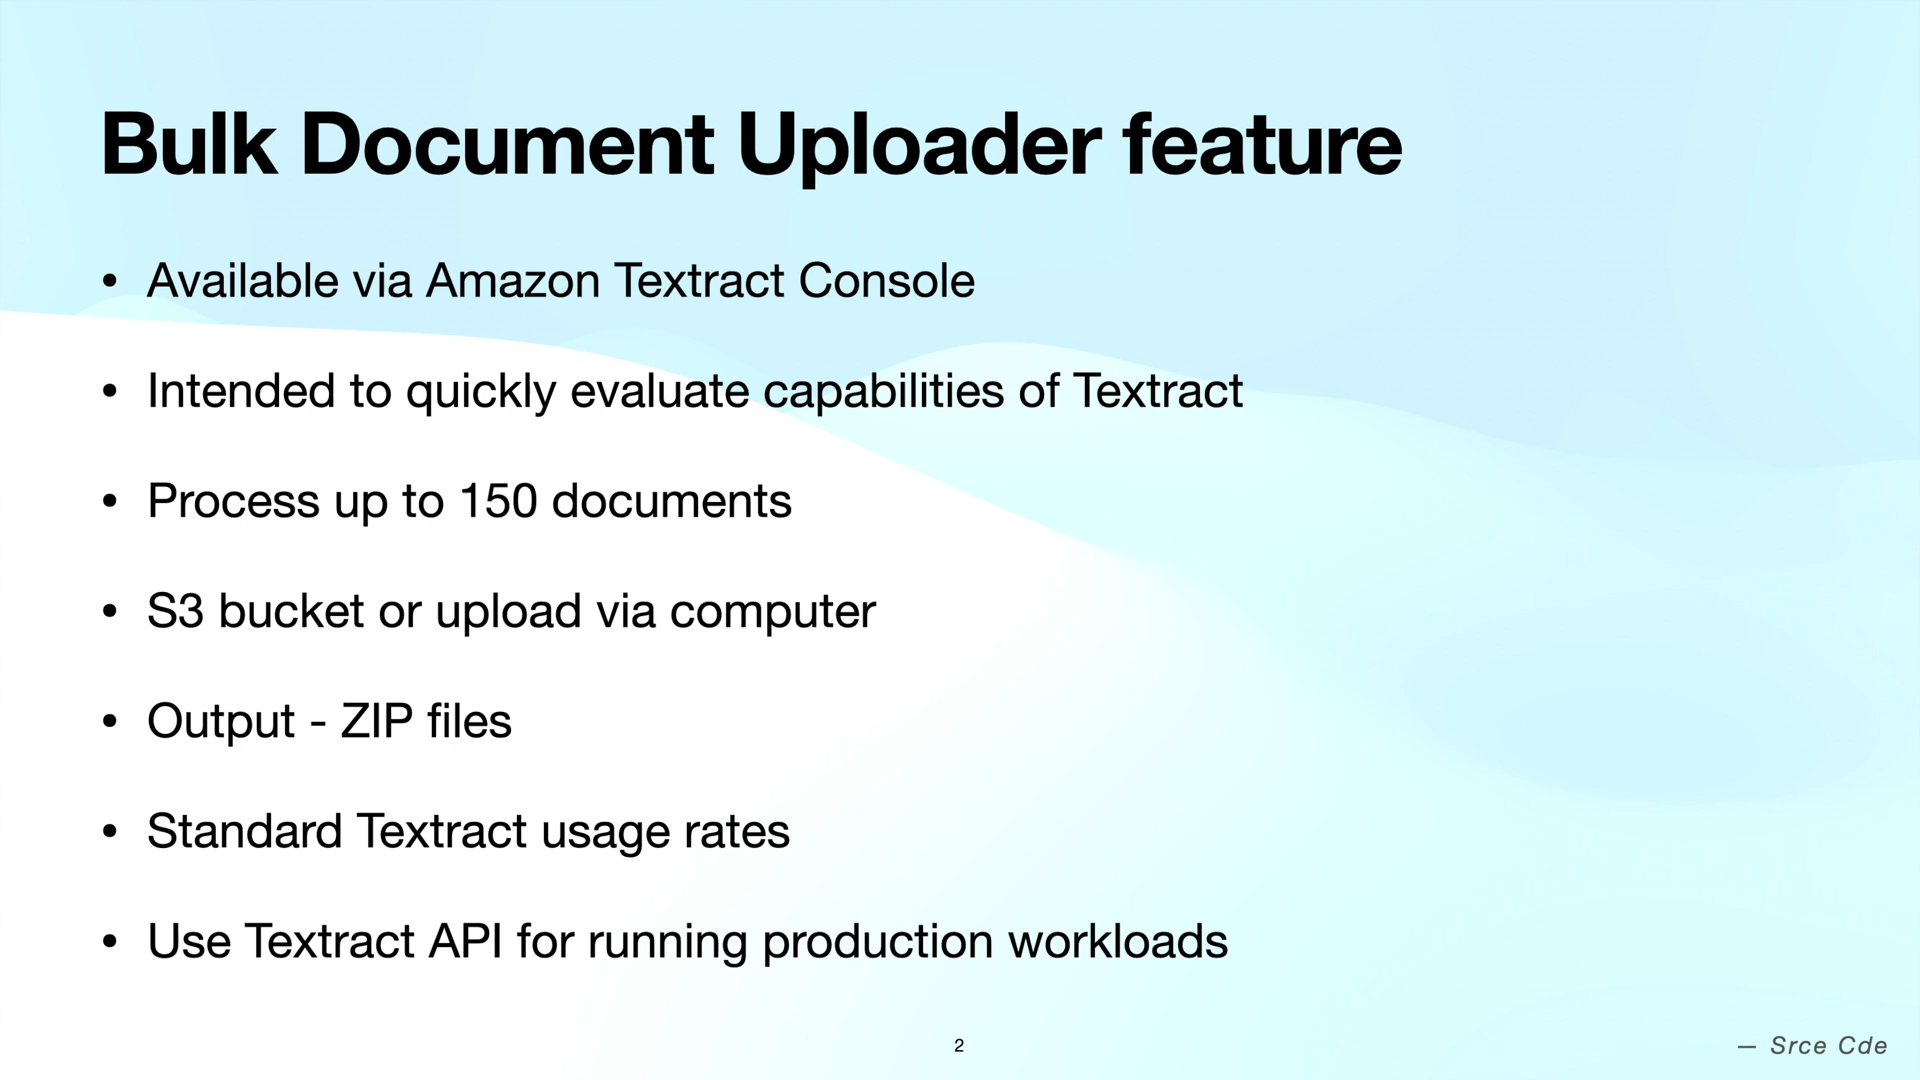 Bulk Document Uploader feature
• Available via Amazon Textract Console
• Intended to quickly evaluate capabilities of Textract
• Process up to 150 documents
• S3 bucket or upload via computer
• Output - ZIP files
• Standard Textract usage rates
• Use Textract API for running production workloads
2
— Srce Cde